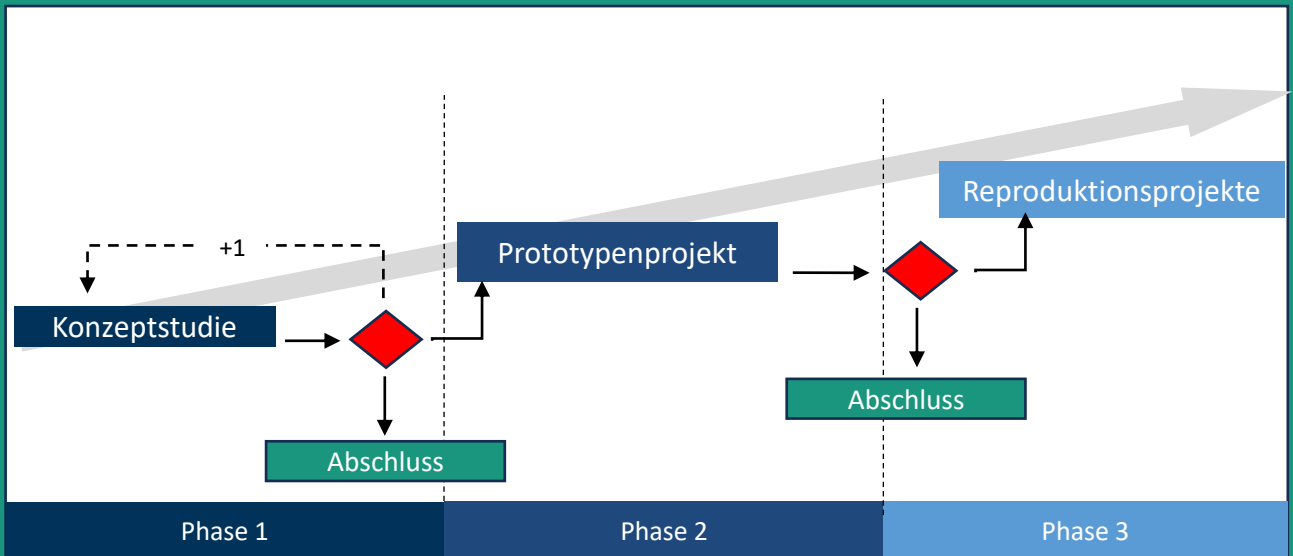 Reproduktionsprojekte
+1
Prototypenprojekt
Konzeptstudie
Abschluss
Abschluss
Phase 1
Phase 2
Phase 3